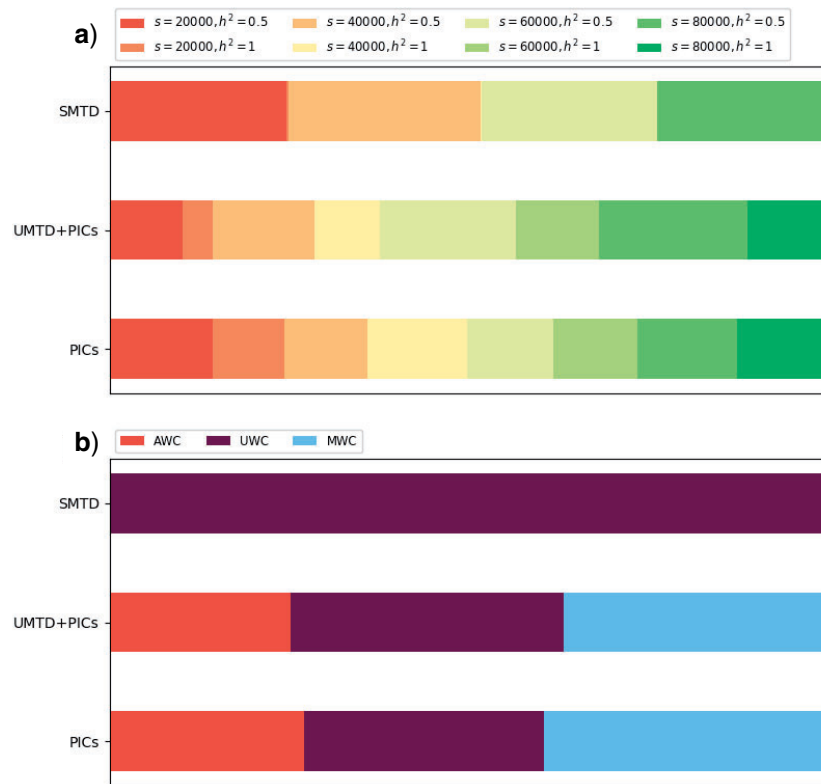 a)
s = 20000, h² = 0.5 s = 40000, h² = 0.5 s = 60000, h² = 0.5 s = 80000, h² = 0.5
s = 20000, h² = 1 s = 40000, h² = 1 s = 60000, h² = 1 s = 80000, h² = 1
SMTD
UMTD+PICs
PICs
b)
AWC UWC MWC
SMTD
UMTD+PICs
PICs